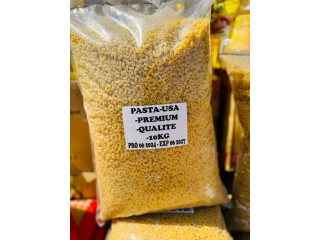 PASTA-USA
-PREMIUM
-QUALITE
-10KG
PRO 06 2024 - EXP 06 2027